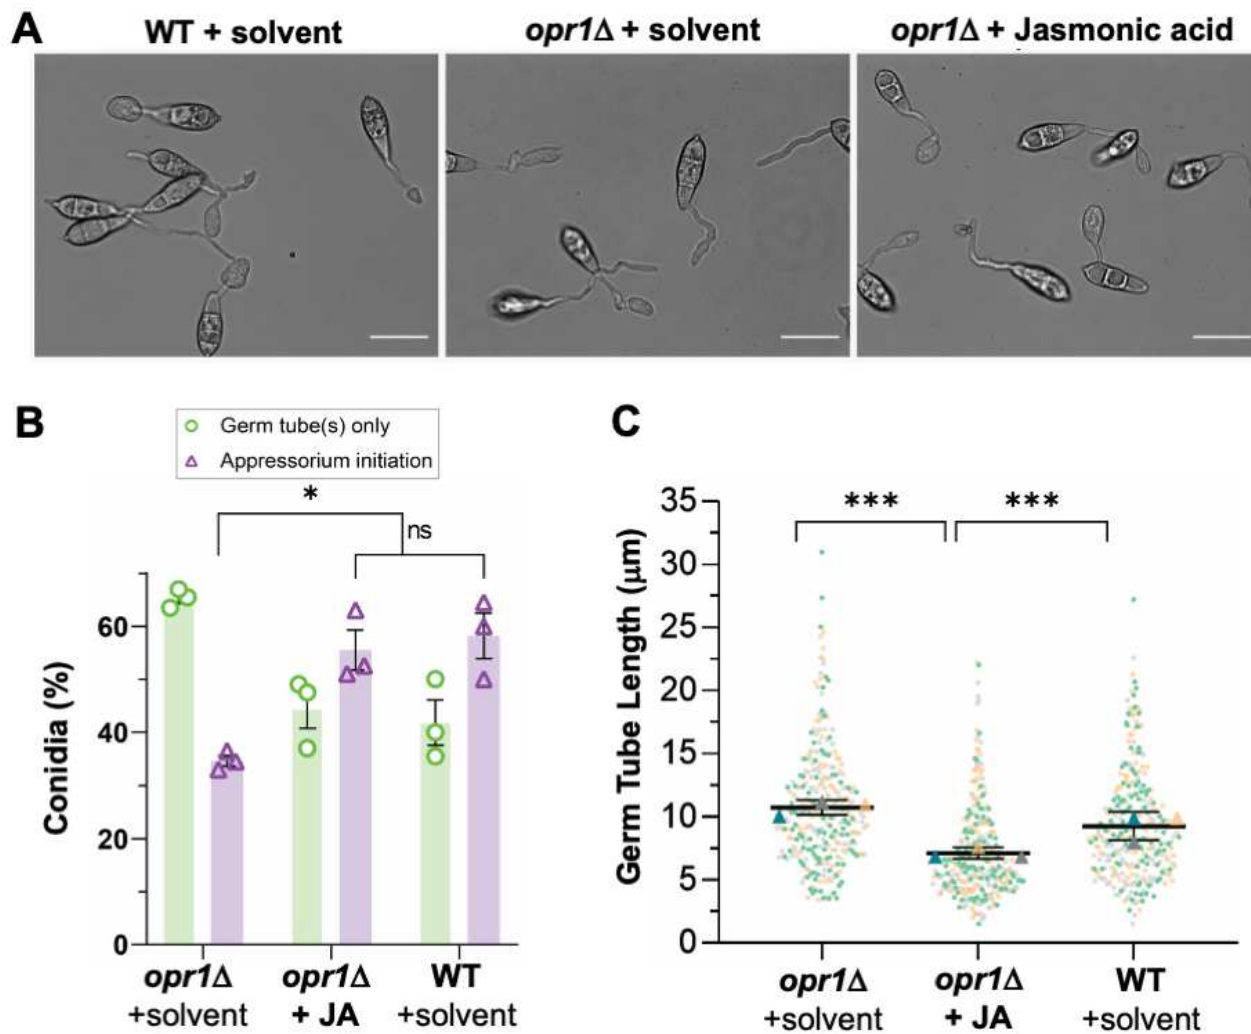 A
WT + solvent
opr1Δ + solvent
opr1Δ + Jasmonic acid
B
Germ tube(s) only
Appressorium initiation
*
ns
Conidia (%)
60
40
20
0
opr1Δ
+solvent
opr1Δ
+ JA
WT
+solvent
C
***
***
Germ Tube Length (μm)
35
30
25
20
15
10
5
0
opr1Δ
+solvent
opr1Δ
+ JA
WT
+solvent